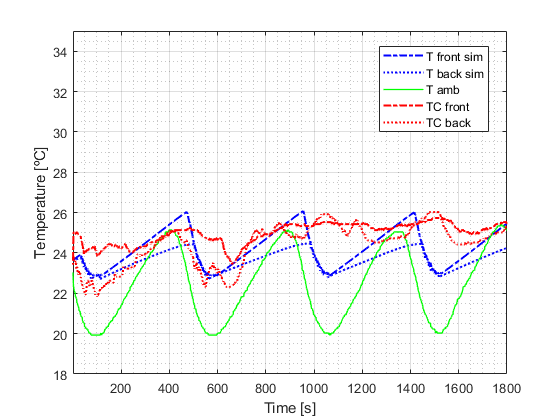 34
32
30
28
26
24
22
20
18
Temperature [ºC]
T front sim
T back sim
T amb
TC front
TC back
200 400 600 800 1000 1200 1400 1600 1800
Time [s]